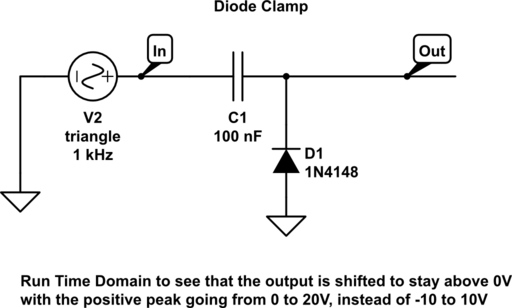 Diode Clamp
In
Out
V2
triangle
1 kHz
C1
100 nF
D1
1N4148
Run Time Domain to see that the output is shifted to stay above 0V
with the positive peak going from 0 to 20V, instead of -10 to 10V